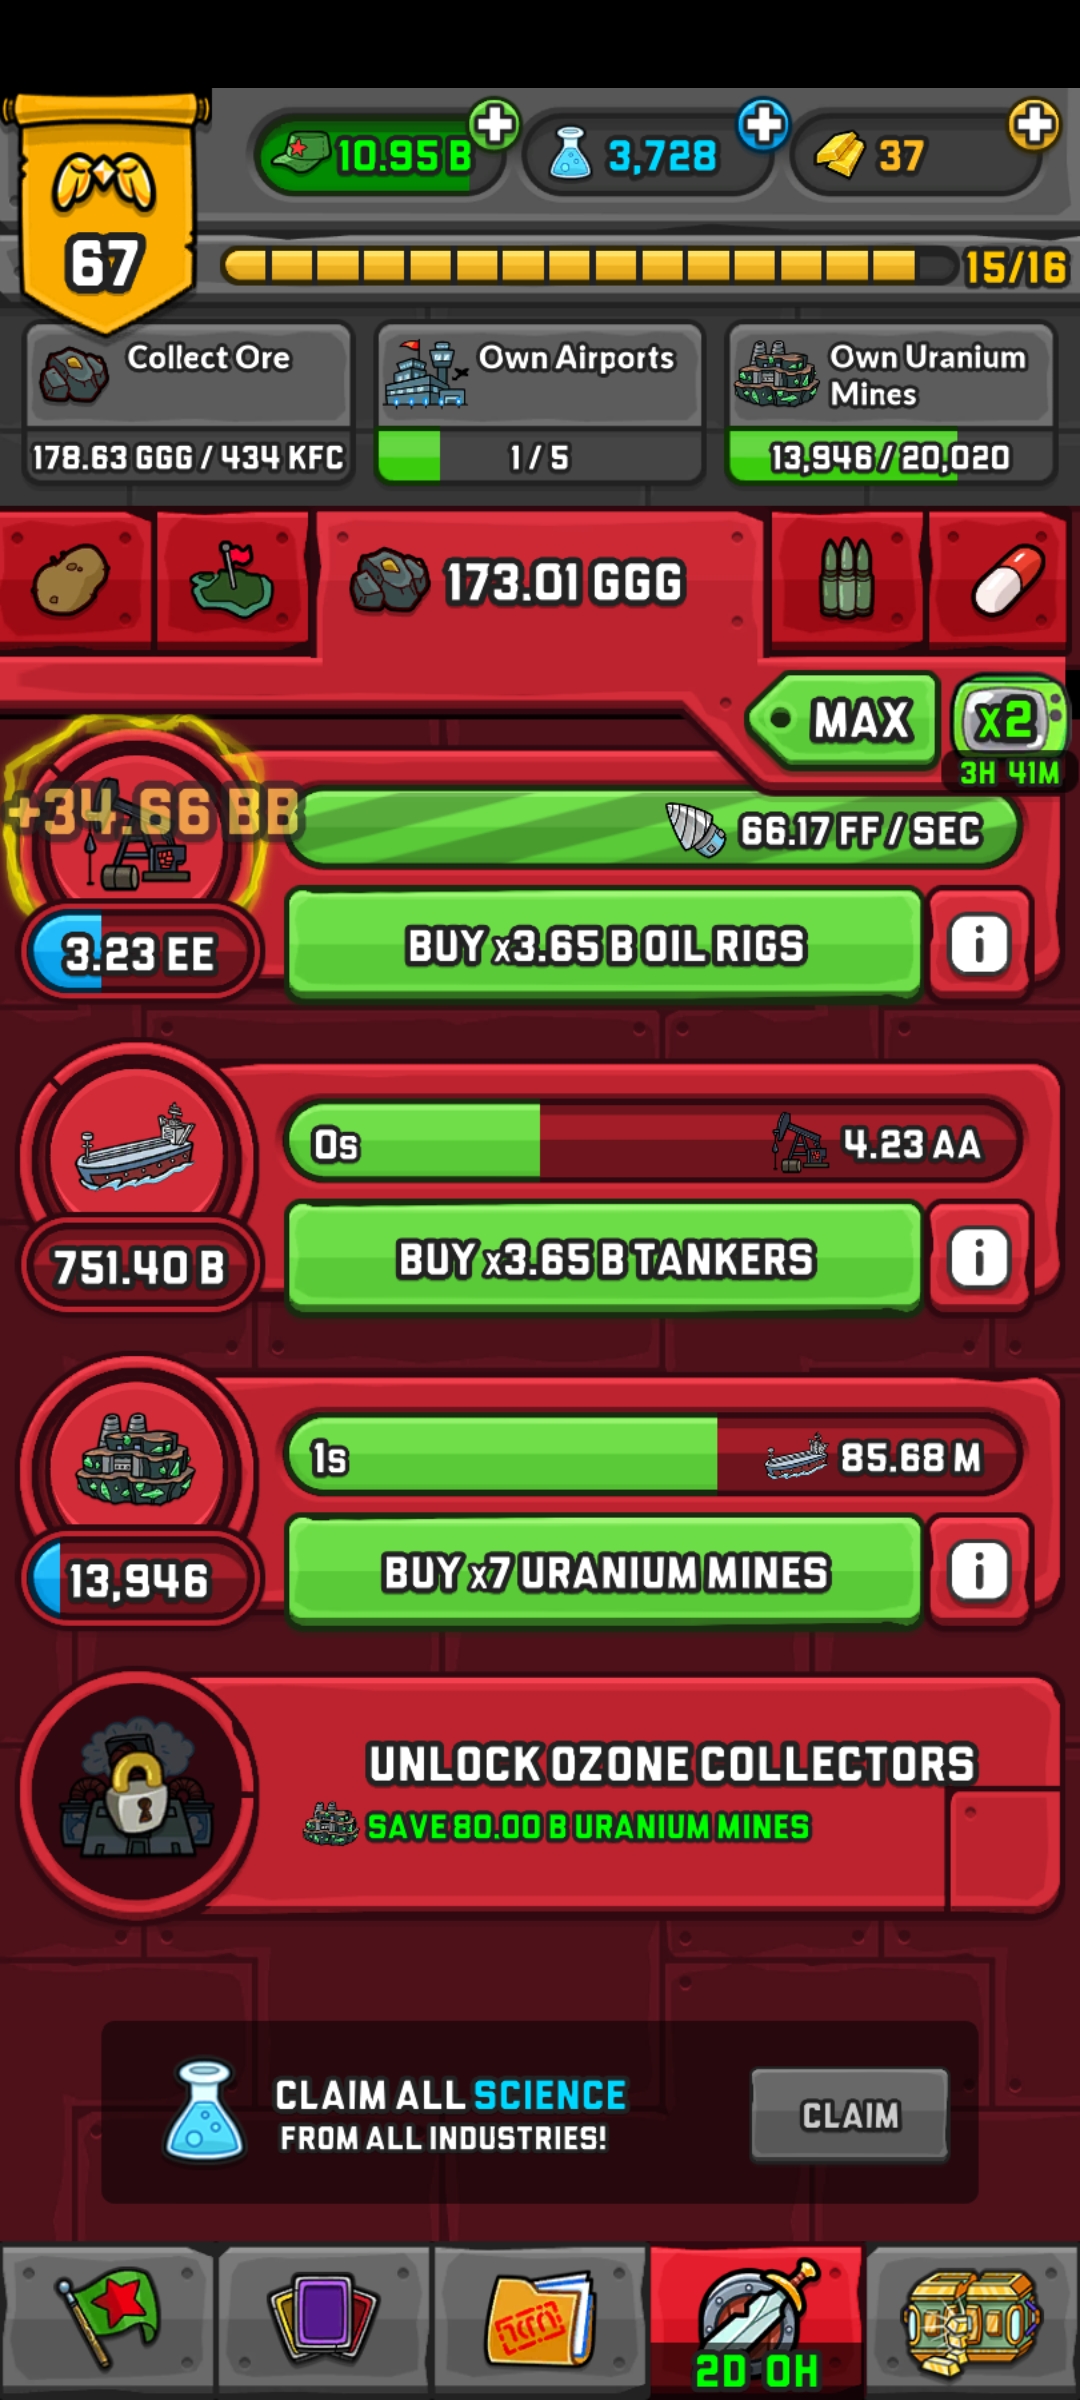 10.95 B
3,728
37
67
15/16
Collect Ore
178.63 GGG / 434 KFC
Own Airports
1 / 5
Own Uranium
Mines
13,946 / 20,020
173.01 GGG
MAX
x2
3H 41M
+34.66 BB
66.17 FF / SEC
3.23 EE
BUY x3.65 B OIL RIGS
i
0s
4.23 AA
751.40 B
BUY x3.65 B TANKERS
i
1s
85.68 M
13,946
BUY x7 URANIUM MINES
i
UNLOCK OZONE COLLECTORS
SAVE 80.00 B URANIUM MINES
CLAIM ALL SCIENCE
FROM ALL INDUSTRIES!
CLAIM
2D 0H